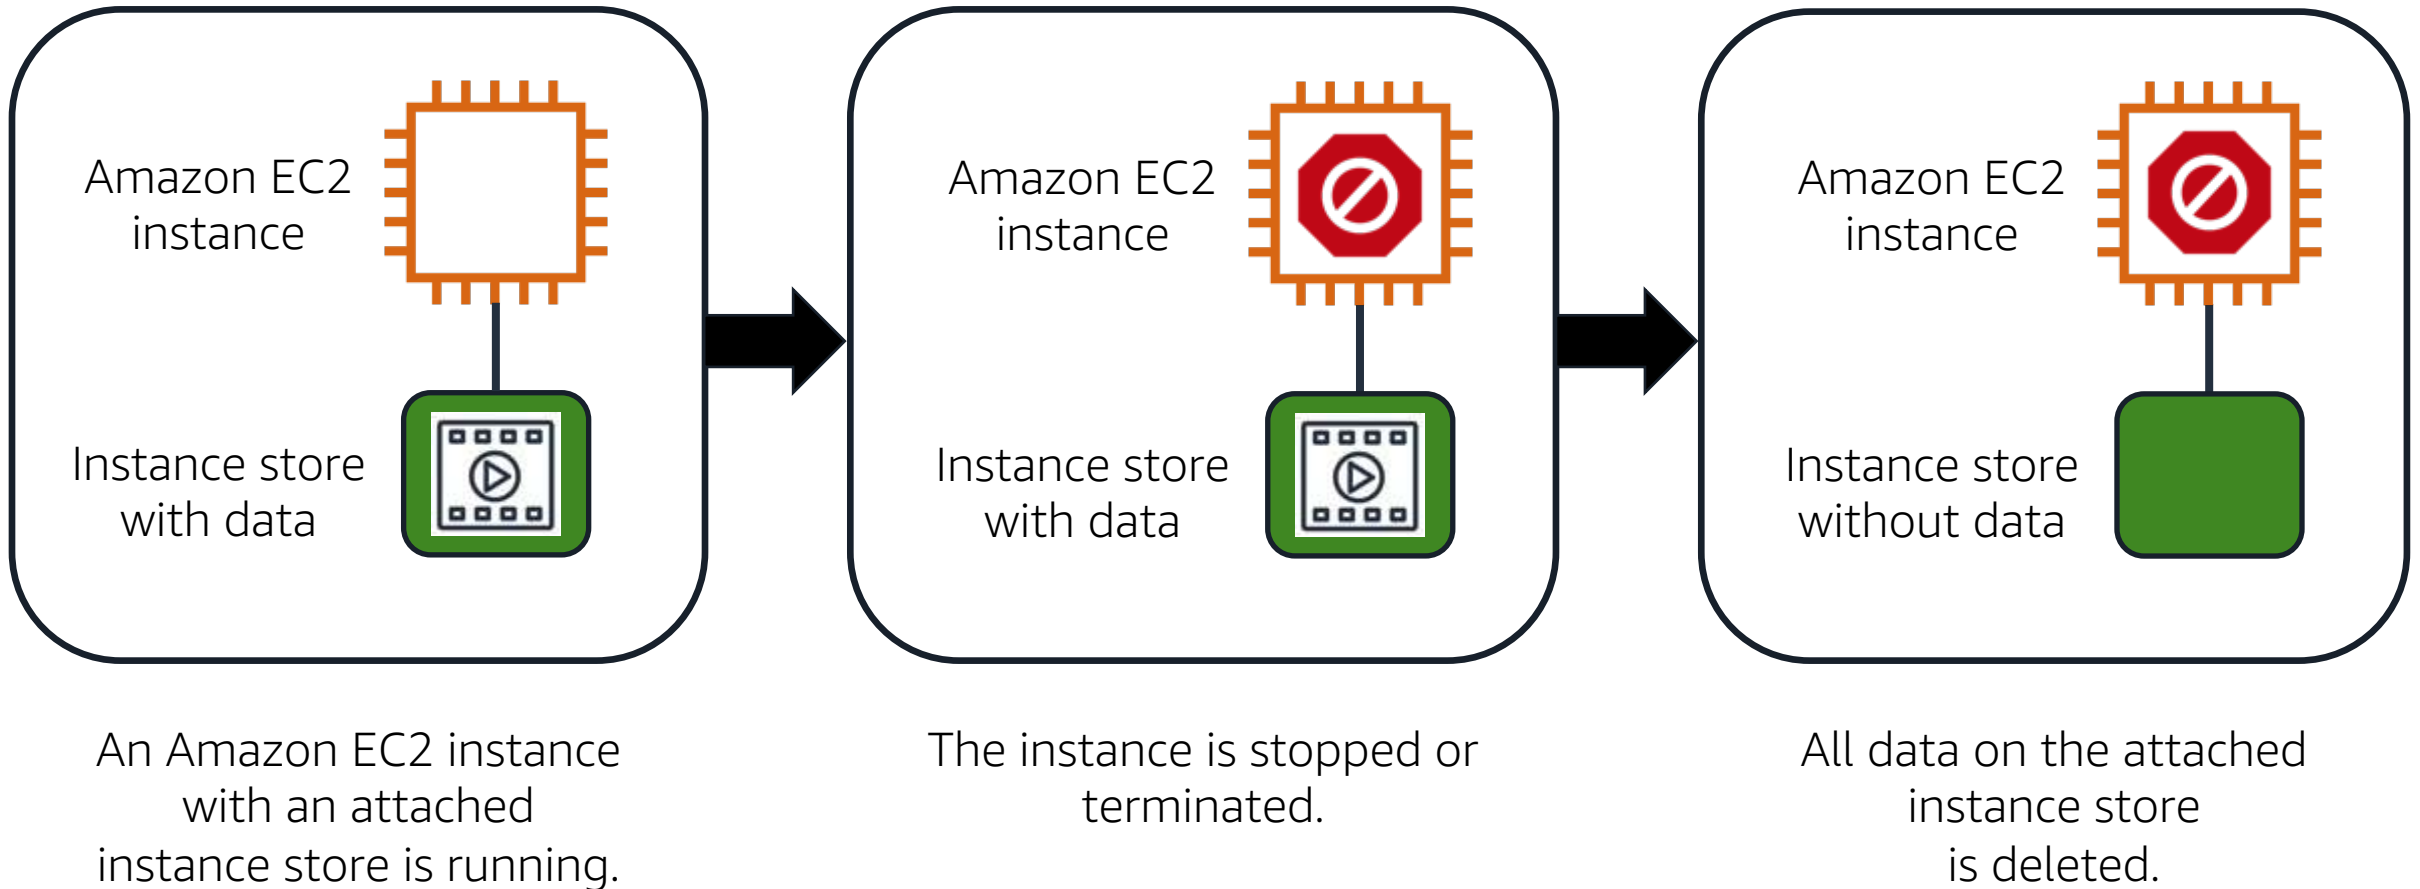 Amazon EC2
instance
Instance store
with data
An Amazon EC2 instance
with an attached
instance store is running.
Amazon EC2
instance
Instance store
with data
The instance is stopped or
terminated.
Amazon EC2
instance
Instance store
without data
All data on the attached
instance store
is deleted.